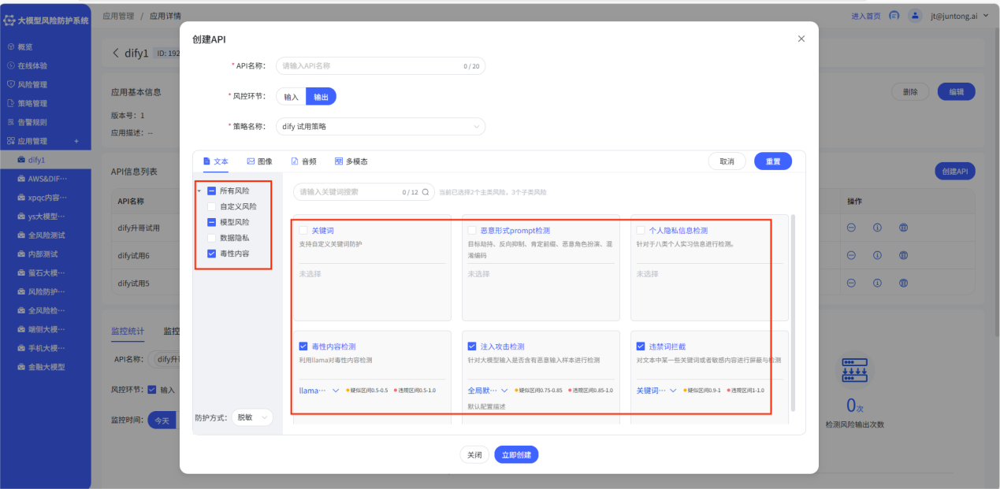 大模型风险防护系统
应用管理 / 应用详情
进入首页
jt@juntong.ai
概览
在线体验
风险管理
策略管理
告警规则
应用管理 +
dify1
AWS&DIF···
xpqc内容···
ys大模型···
全风险测试
内部测试
萤石大模···
风险防护···
全风险检···
端侧大模···
手机大模···
金融大模型
dify1 ID: 192
应用基本信息
删除 编辑
版本号：1
应用描述：--
API信息列表
创建API
API名称
操作
dify升哥试用
dify试用6
dify试用5
监控统计 监控
API名称： dify升
风控环节： 输入
监控时间： 今天
0次
检测风险输出次数
创建API
* API名称： 请输入API名称 0 / 20
* 风控环节： 输入 输出
* 策略名称： dify 试用策略
文本 图像 音频 多模态 取消 重置
所有风险
自定义风险
模型风险
数据隐私
毒性内容
防护方式： 脱敏
请输入关键词搜索 0 / 12 当前已选择2个主类风险，3个子类风险
关键词
支持自定义关键词防护
未选择
恶意形式prompt检测
目标劫持、反向抑制、肯定前缀、恶意角色扮演、混
淆编码
未选择
个人隐私信息检测
针对于八类个人实习信息进行检测。
未选择
毒性内容检测
利用llama对毒性内容检测
llama··· 疑似区间0.5-0.5 违规区间0.5-1.0
注入攻击检测
针对大模型输入是否含有恶意输入样本进行检测
全局默··· 疑似区间0.75-0.85 违规区间0.85-1.0
默认配置描述
违禁词拦截
对文本中某一些关键词或者敏感内容进行屏蔽与检测
关键词··· 疑似区间0.9-1 违规区间1-1.0
关闭 立即创建